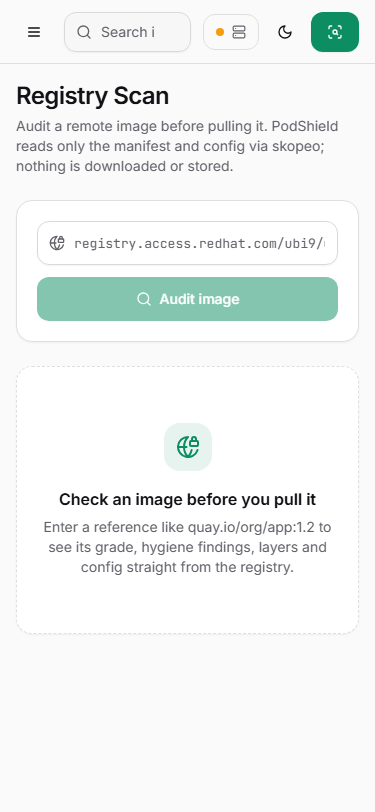 Search i
Registry Scan
Audit a remote image before pulling it. PodShield
reads only the manifest and config via skopeo;
nothing is downloaded or stored.
registry.access.redhat.com/ubi9/
Audit image
Check an image before you pull it
Enter a reference like quay.io/org/app:1.2 to
see its grade, hygiene findings, layers and
config straight from the registry.